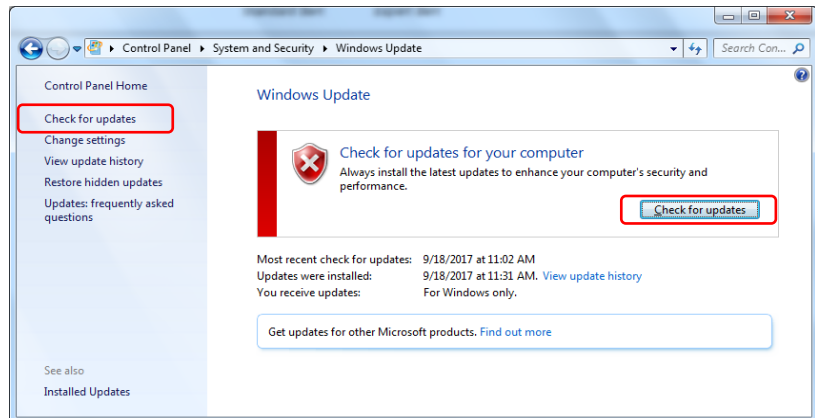 Control Panel ▸ System and Security ▸ Windows Update
Search Con...
Control Panel Home
Check for updates
Change settings
View update history
Restore hidden updates
Updates: frequently asked
questions
See also
Installed Updates
Windows Update
Check for updates for your computer
Always install the latest updates to enhance your computer's security and
performance.
Check for updates
Most recent check for updates: 9/18/2017 at 11:02 AM
Updates were installed: 9/18/2017 at 11:31 AM. View update history
You receive updates: For Windows only.
Get updates for other Microsoft products. Find out more